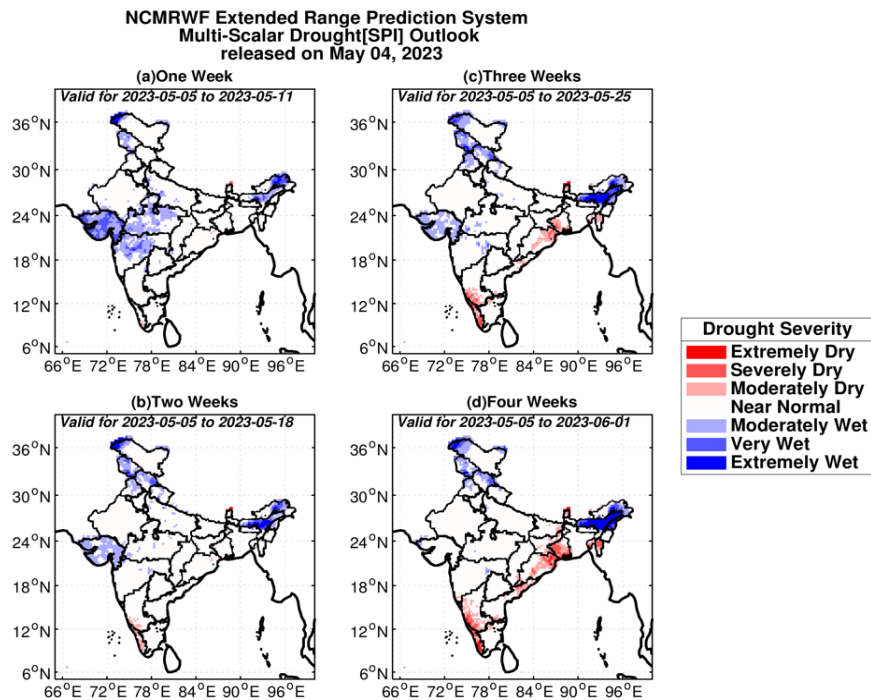 NCMRWF Extended Range Prediction System
Multi-Scalar Drought[SPI] Outlook
released on May 04, 2023
(a)One Week
Valid for 2023-05-05 to 2023-05-11
36°N
30°N
24°N
18°N
12°N
6°N
66°E 72°E 78°E 84°E 90°E 96°E
(c)Three Weeks
Valid for 2023-05-05 to 2023-05-25
36°N
30°N
24°N
18°N
12°N
6°N
66°E 72°E 78°E 84°E 90°E 96°E
(b)Two Weeks
Valid for 2023-05-05 to 2023-05-18
36°N
30°N
24°N
18°N
12°N
6°N
66°E 72°E 78°E 84°E 90°E 96°E
(d)Four Weeks
Valid for 2023-05-05 to 2023-06-01
36°N
30°N
24°N
18°N
12°N
6°N
66°E 72°E 78°E 84°E 90°E 96°E
Drought Severity
Extremely Dry
Severely Dry
Moderately Dry
Near Normal
Moderately Wet
Very Wet
Extremely Wet